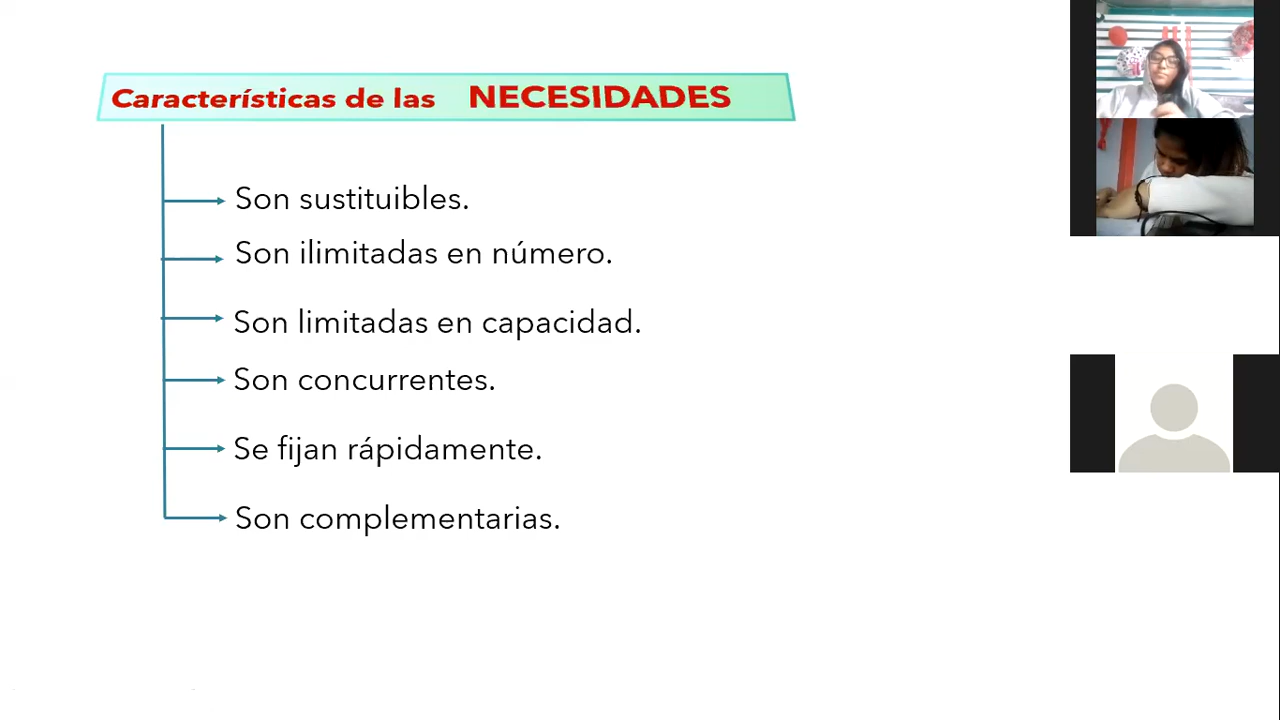 Características de las NECESIDADES
Son sustituibles.
Son ilimitadas en número.
Son limitadas en capacidad.
Son concurrentes.
Se fijan rápidamente.
Son complementarias.